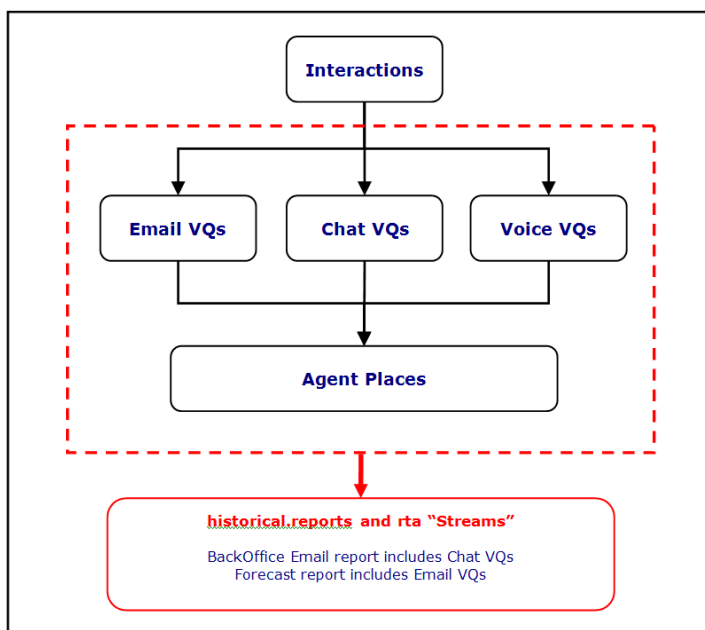 Interactions
Email VQs
Chat VQs
Voice VQs
Agent Places
historical.reports and rta “Streams”
BackOffice Email report includes Chat VQs
Forecast report includes Email VQs